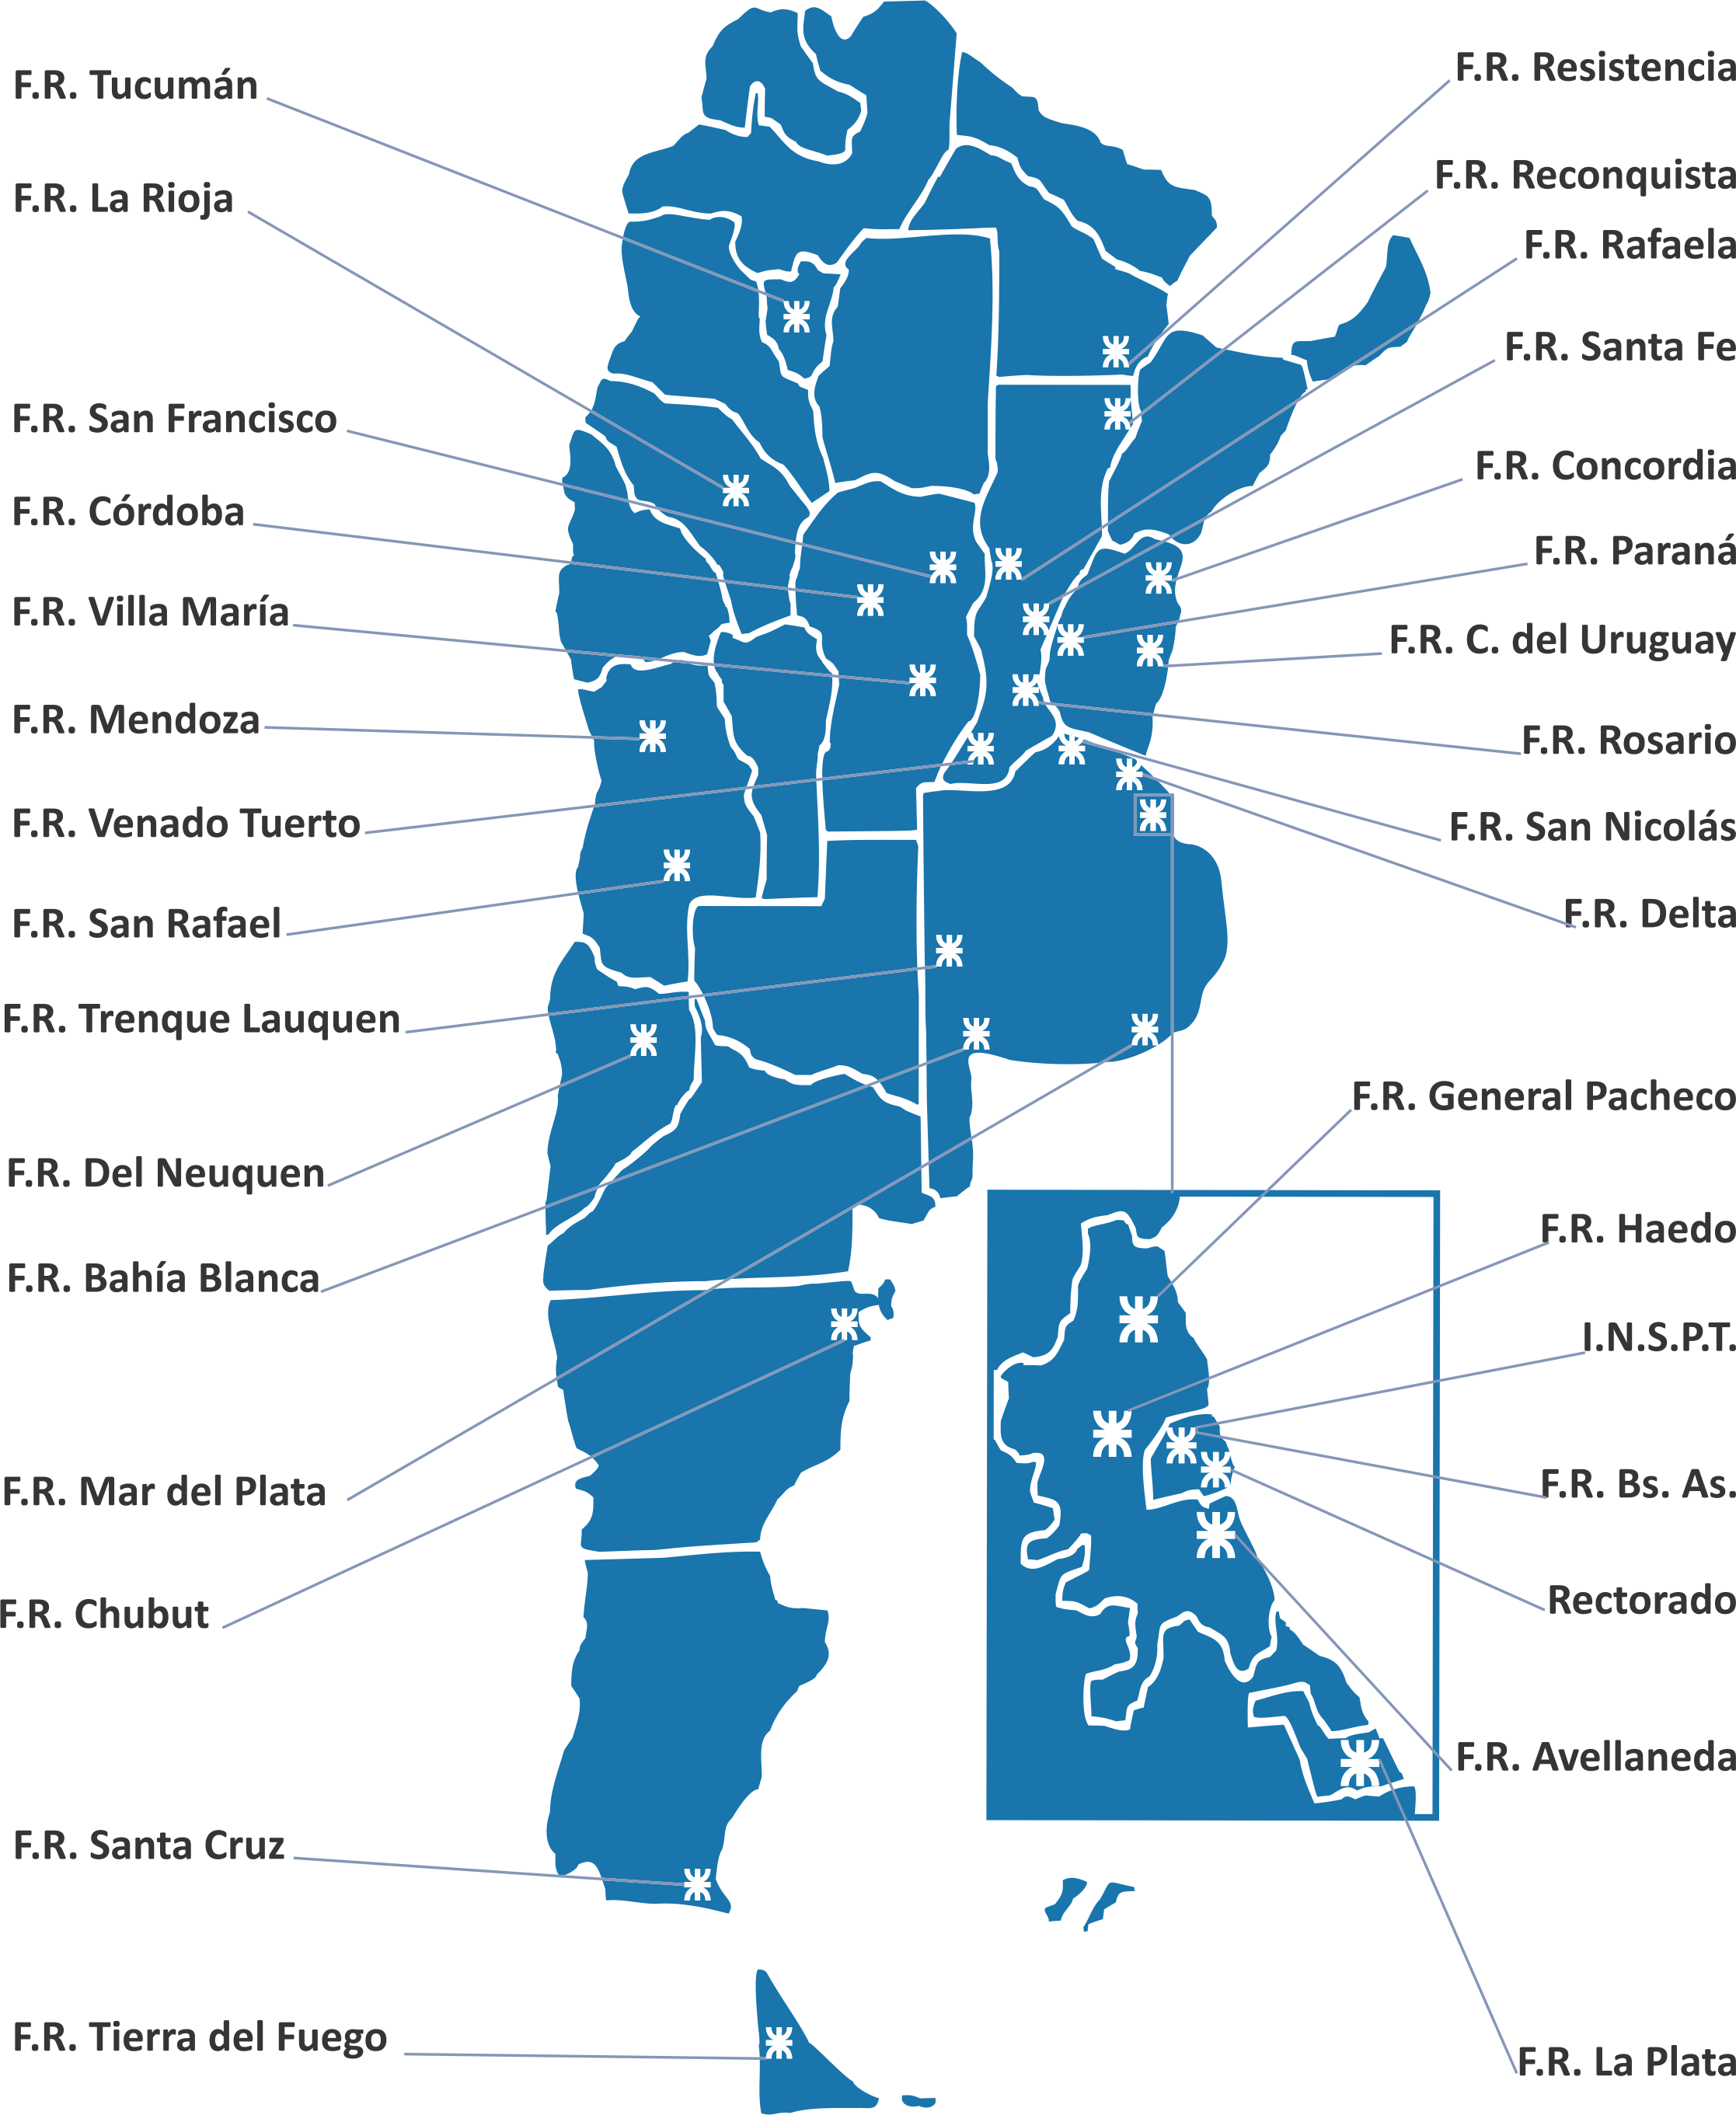 F.R. Tucumán
F.R. La Rioja
F.R. San Francisco
F.R. Córdoba
F.R. Villa María
F.R. Mendoza
F.R. Venado Tuerto
F.R. San Rafael
F.R. Trenque Lauquen
F.R. Del Neuquen
F.R. Bahía Blanca
F.R. Mar del Plata
F.R. Chubut
F.R. Santa Cruz
F.R. Tierra del Fuego
F.R. Resistencia
F.R. Reconquista
F.R. Rafaela
F.R. Santa Fe
F.R. Concordia
F.R. Paraná
F.R. C. del Uruguay
F.R. Rosario
F.R. San Nicolás
F.R. Delta
F.R. General Pacheco
F.R. Haedo
I.N.S.P.T.
F.R. Bs. As.
Rectorado
F.R. Avellaneda
F.R. La Plata